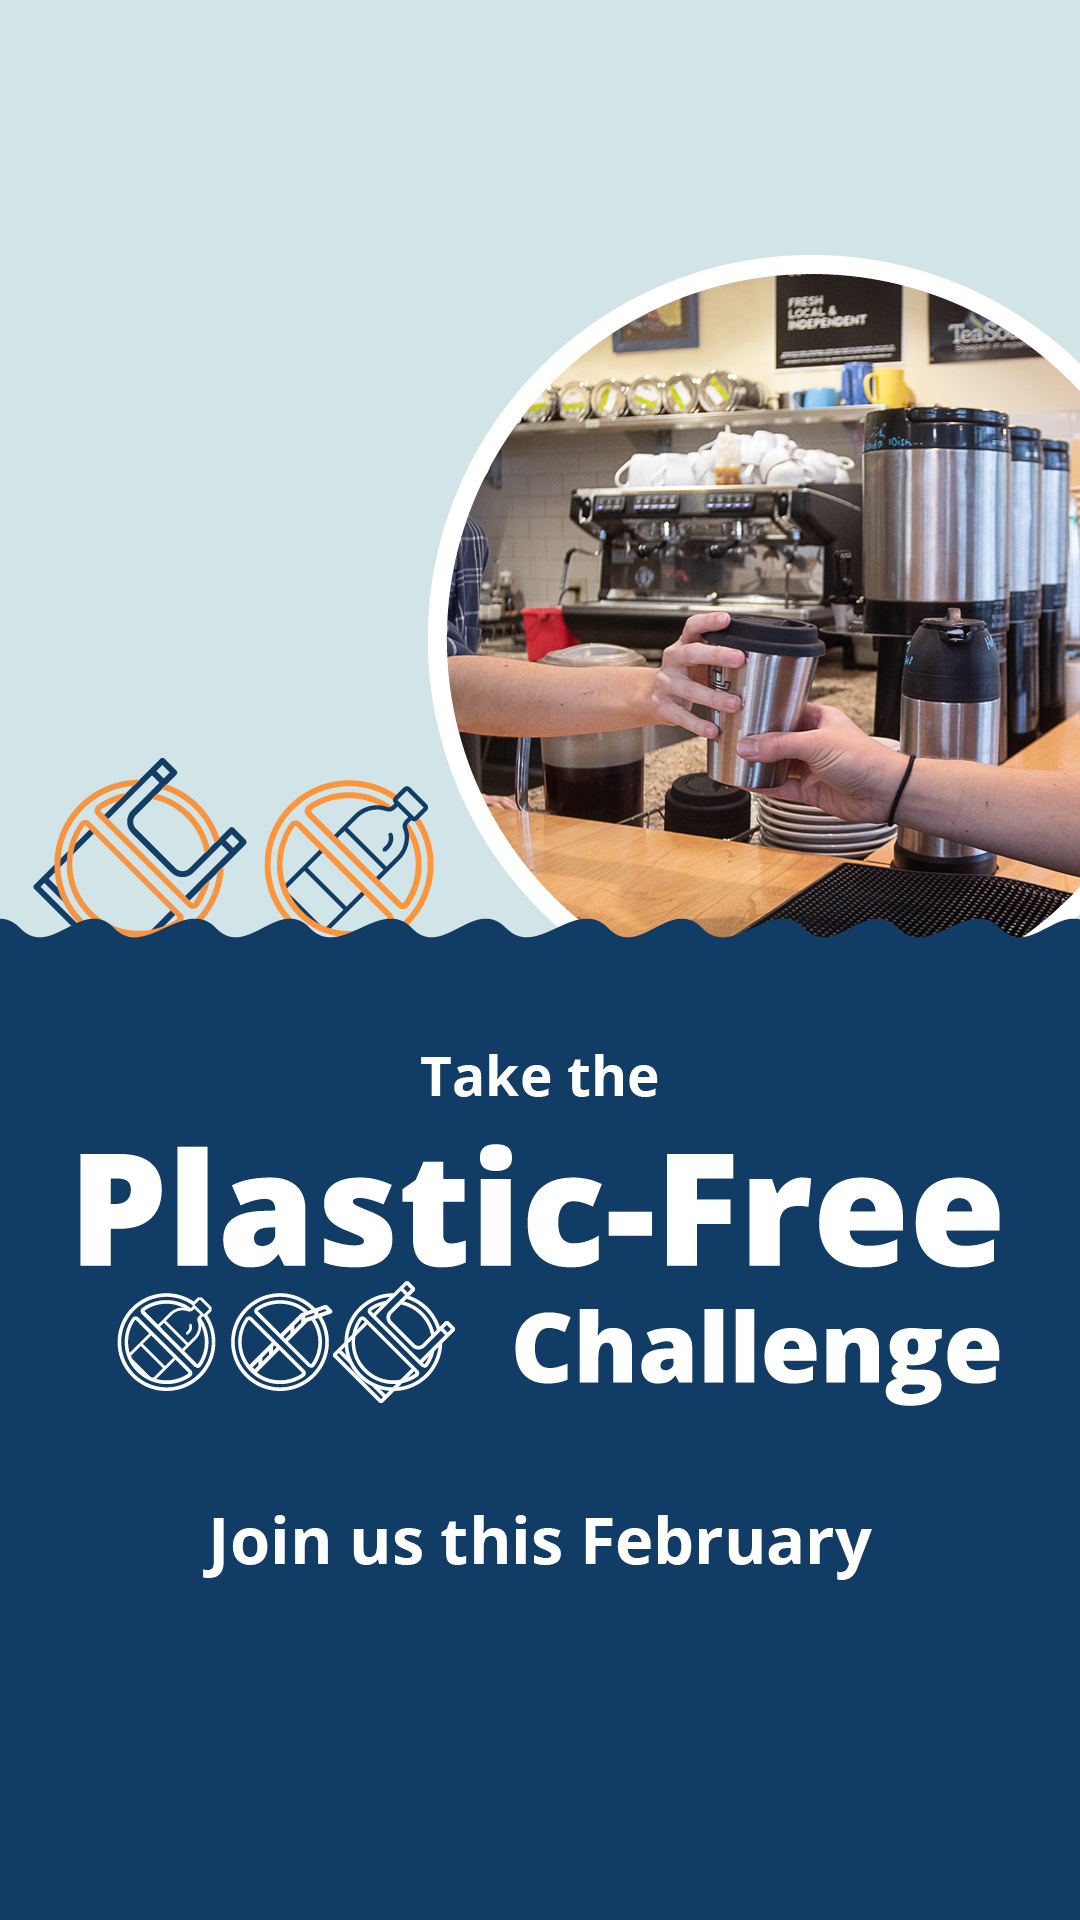 FRESH
LOCAL &
INDEPENDENT
Take the
Plastic-Free
Challenge
Join us this February